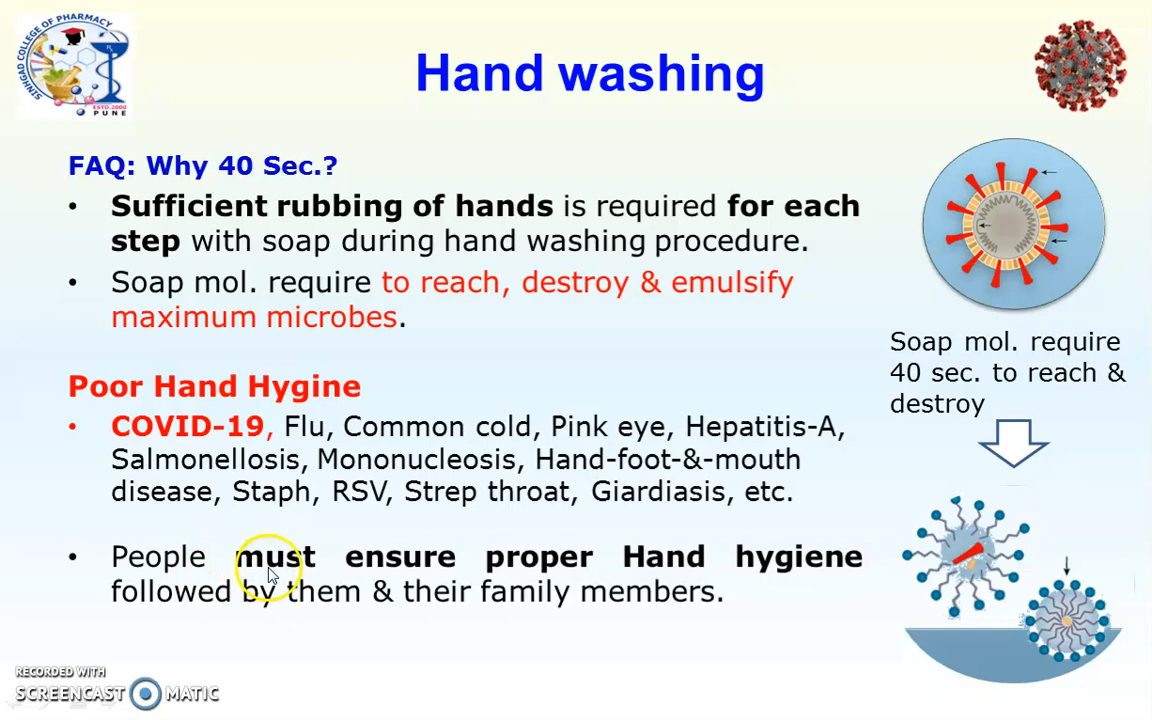 SINHGAD COLLEGE OF PHARMACY
ESTD.2000
PUNE
Hand washing
FAQ: Why 40 Sec.?
• Sufficient rubbing of hands is required for each
step with soap during hand washing procedure.
• Soap mol. require to reach, destroy & emulsify
maximum microbes.
Poor Hand Hygine
• COVID-19, Flu, Common cold, Pink eye, Hepatitis-A,
Salmonellosis, Mononucleosis, Hand-foot-&-mouth
disease, Staph, RSV, Strep throat, Giardiasis, etc.
• People must ensure proper Hand hygiene
followed by them & their family members.
Soap mol. require
40 sec. to reach &
destroy
RECORDED WITH
SCREENCAST MATIC